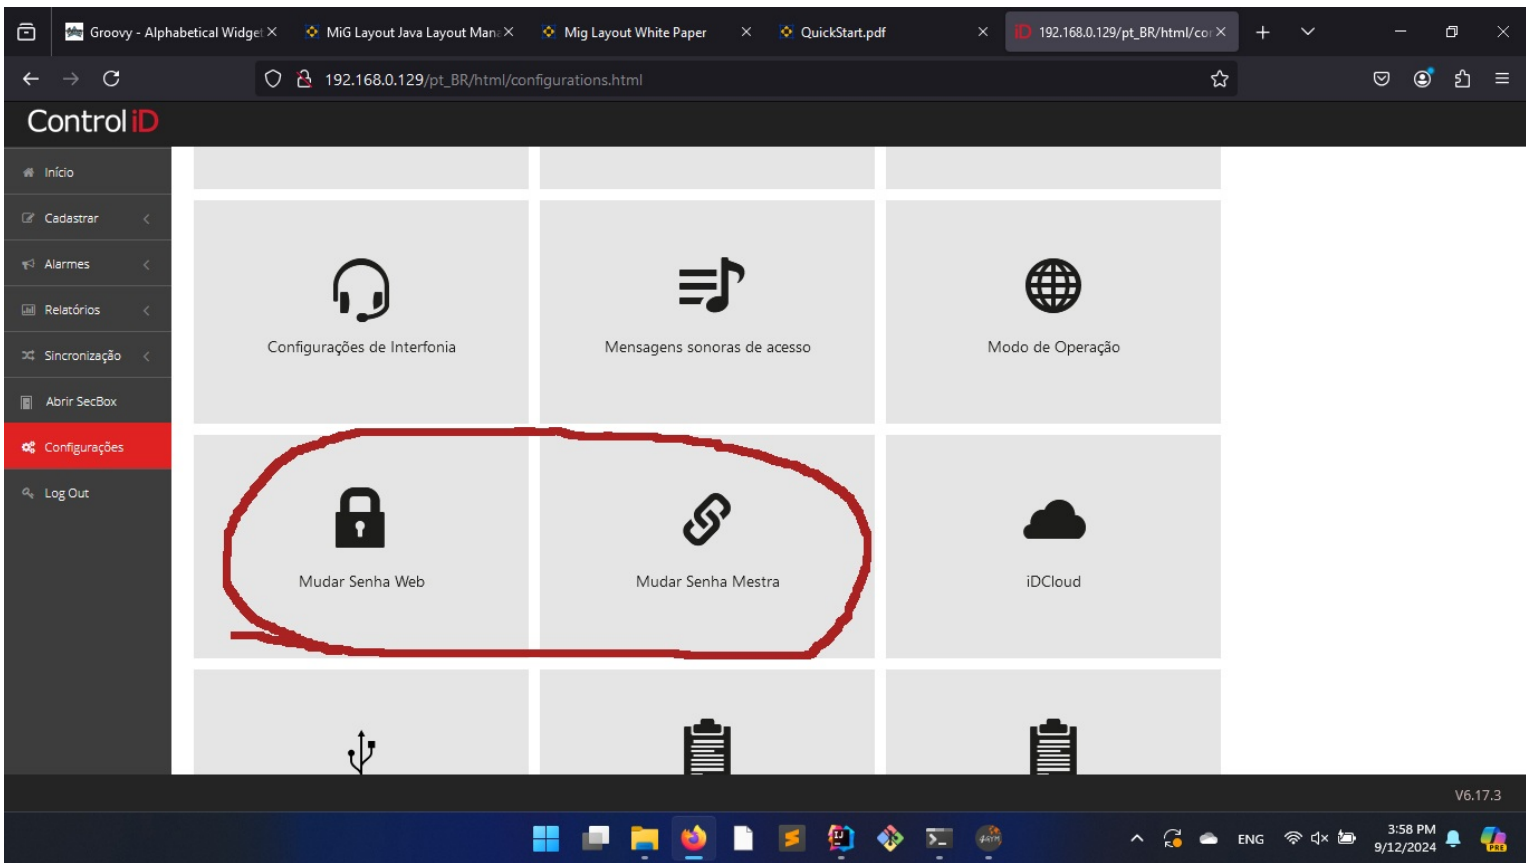 Groovy - Alphabetical Widget
MiG Layout Java Layout Mana
Mig Layout White Paper
QuickStart.pdf
192.168.0.129/pt_BR/html/cor
192.168.0.129/pt_BR/html/configurations.html
Control iD
Início
Cadastrar
Alarmes
Relatórios
Sincronização
Abrir SecBox
Configurações
Log Out
Configurações de Interfonia
Mensagens sonoras de acesso
Modo de Operação
Mudar Senha Web
Mudar Senha Mestra
iDCloud
V6.17.3
ENG
3:58 PM
9/12/2024
PRE